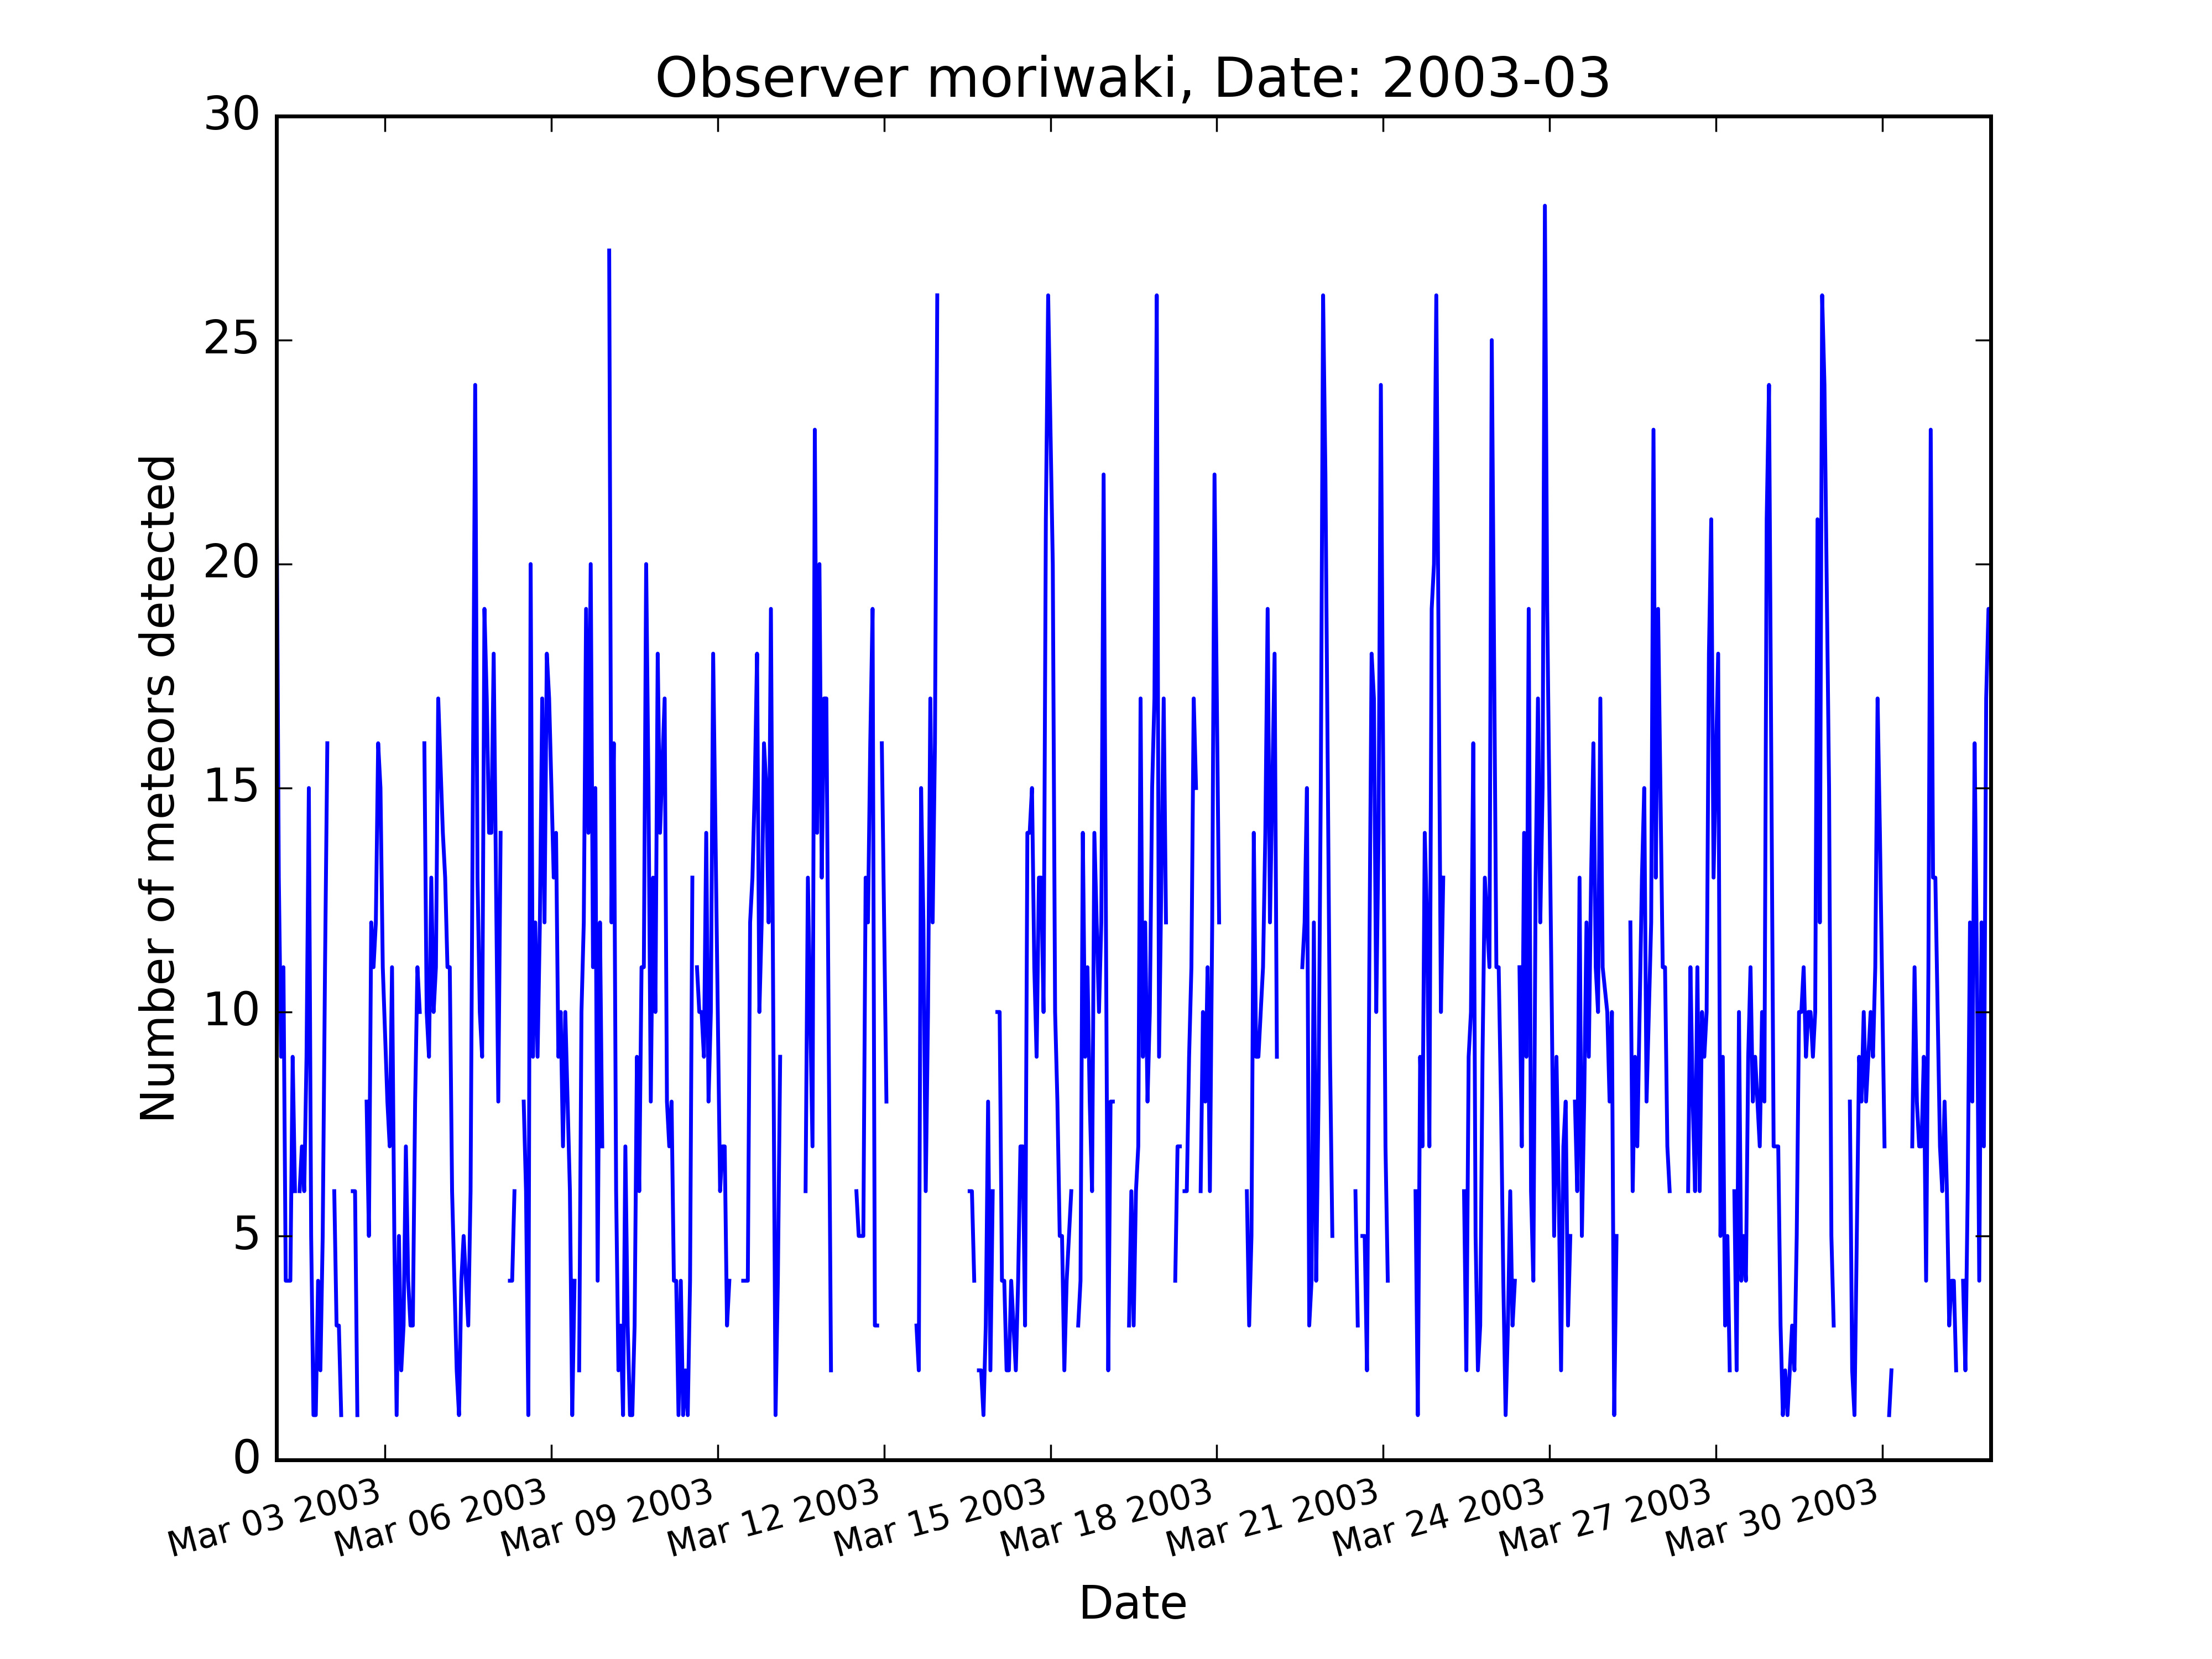 Observer moriwaki, Date: 2003-03
30
25
20
15
10
5
0
Number of meteors detected
Mar 03 2003
Mar 06 2003
Mar 09 2003
Mar 12 2003
Mar 15 2003
Mar 18 2003
Mar 21 2003
Mar 24 2003
Mar 27 2003
Mar 30 2003
Date